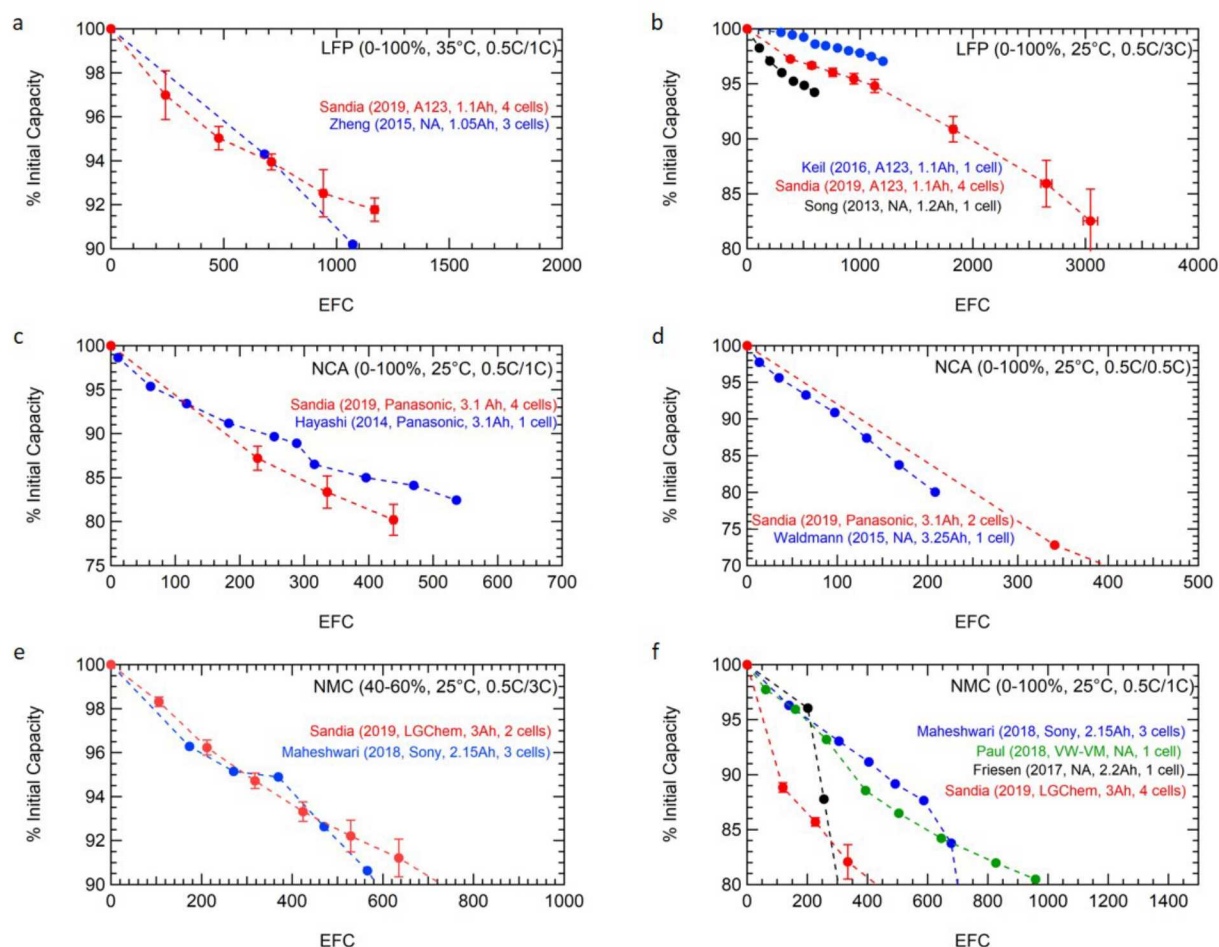 a
LFP (0-100%, 35°C, 0.5C/1C)
Sandia (2019, A123, 1.1Ah, 4 cells)
Zheng (2015, NA, 1.05Ah, 3 cells)
% Initial Capacity
100
98
96
94
92
90
0 500 1000 1500 2000
EFC
b
LFP (0-100%, 25°C, 0.5C/3C)
Keil (2016, A123, 1.1Ah, 1 cell)
Sandia (2019, A123, 1.1Ah, 4 cells)
Song (2013, NA, 1.2Ah, 1 cell)
% Initial Capacity
100
95
90
85
80
0 1000 2000 3000 4000
EFC
c
NCA (0-100%, 25°C, 0.5C/1C)
Sandia (2019, Panasonic, 3.1 Ah, 4 cells)
Hayashi (2014, Panasonic, 3.1Ah, 1 cell)
% Initial Capacity
100
95
90
85
80
75
0 100 200 300 400 500 600 700
EFC
d
NCA (0-100%, 25°C, 0.5C/0.5C)
Sandia (2019, Panasonic, 3.1Ah, 2 cells)
Waldmann (2015, NA, 3.25Ah, 1 cell)
% Initial Capacity
100
95
90
85
80
75
70
0 100 200 300 400 500
EFC
e
NMC (40-60%, 25°C, 0.5C/3C)
Sandia (2019, LGChem, 3Ah, 2 cells)
Maheshwari (2018, Sony, 2.15Ah, 3 cells)
% Initial Capacity
100
98
96
94
92
90
0 200 400 600 800 1000
EFC
f
NMC (0-100%, 25°C, 0.5C/1C)
Maheshwari (2018, Sony, 2.15Ah, 3 cells)
Paul (2018, VW-VM, NA, 1 cell)
Friesen (2017, NA, 2.2Ah, 1 cell)
Sandia (2019, LGChem, 3Ah, 4 cells)
% Initial Capacity
100
95
90
85
80
0 200 400 600 800 1000 1200 1400
EFC